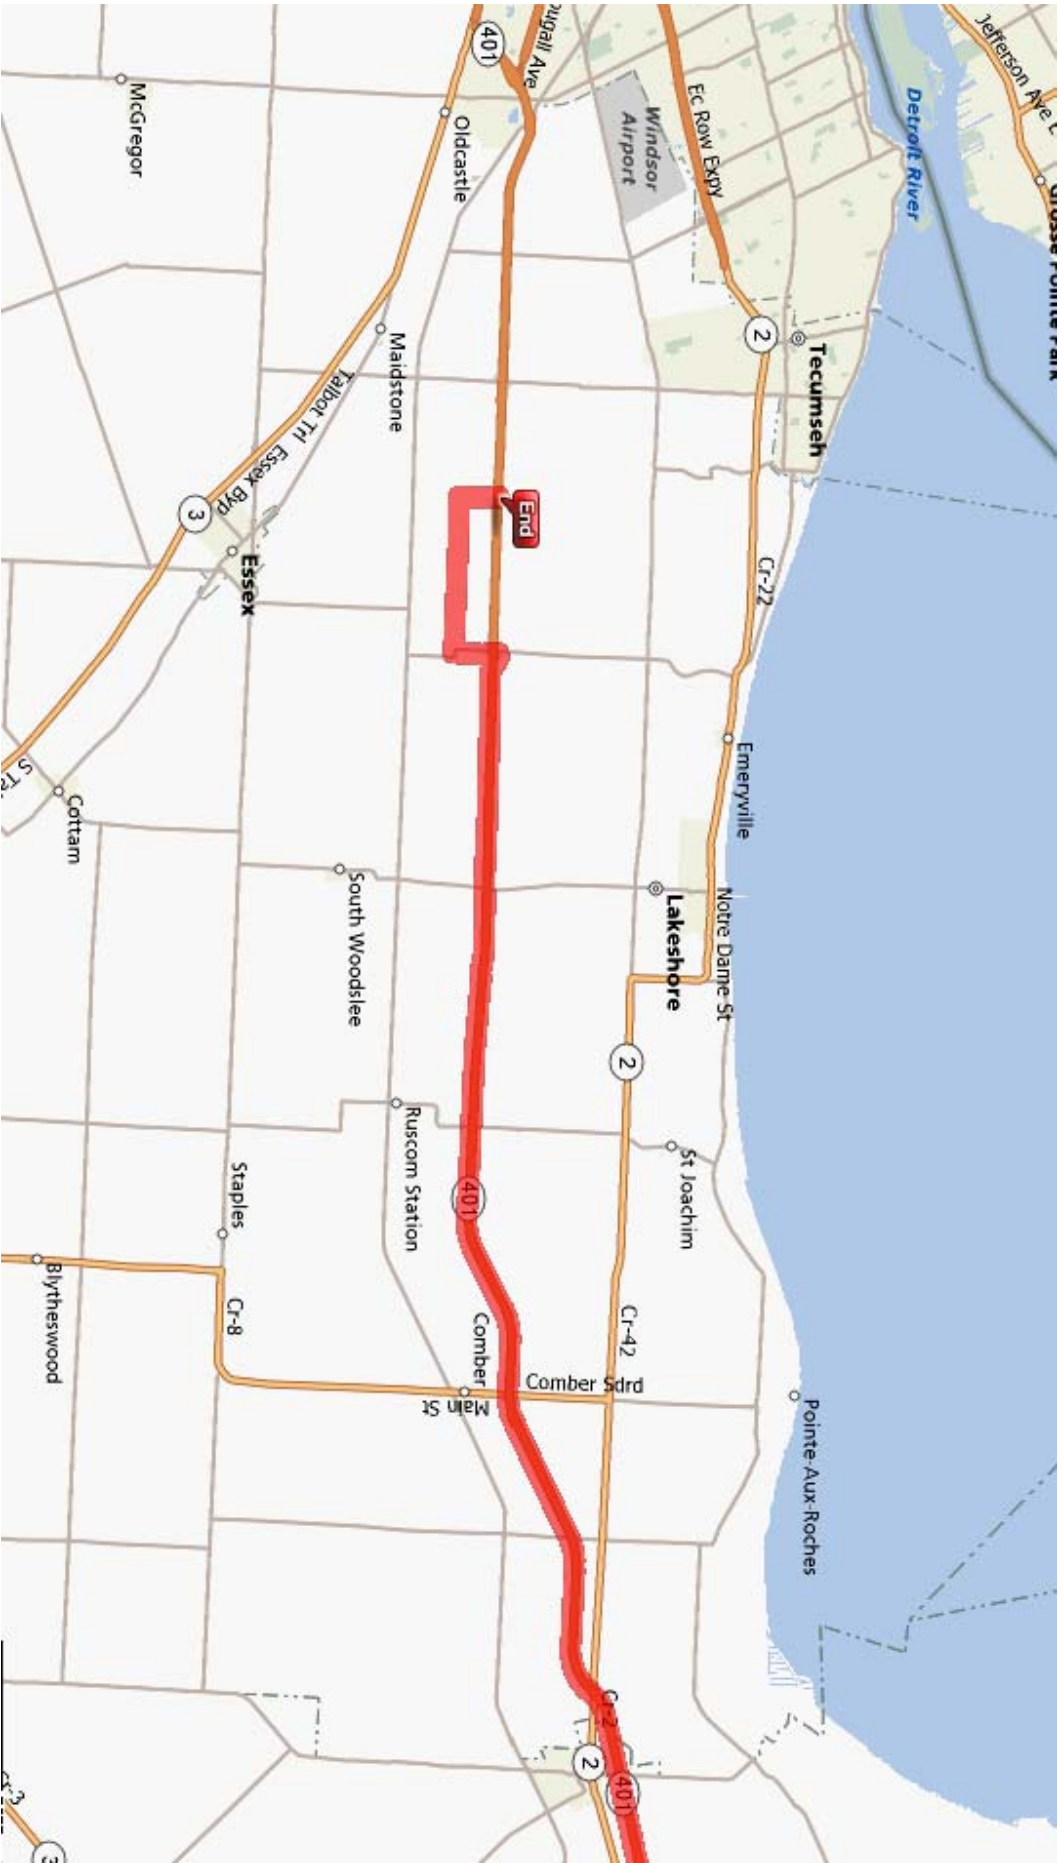 Jefferson Ave E
Grosse Pointe Park
Detroit River
Ec Row Expy
Windsor
Airport
401
Oldcastle
McGregor
2
Tecumseh
Maidstone
Talbot Trl
Essex Byp
3
Essex
End
Cr-22
Emeryville
Cottam
South Woodslee
Lakeshore
Notre Dame St
2
Ruscom Station
St Joachim
401
Staples
Blytheswood
Cr-8
Comber
Main St
Comber Sdrd
Cr-42
Pointe-Aux-Roches
Cr-2
2
401
3